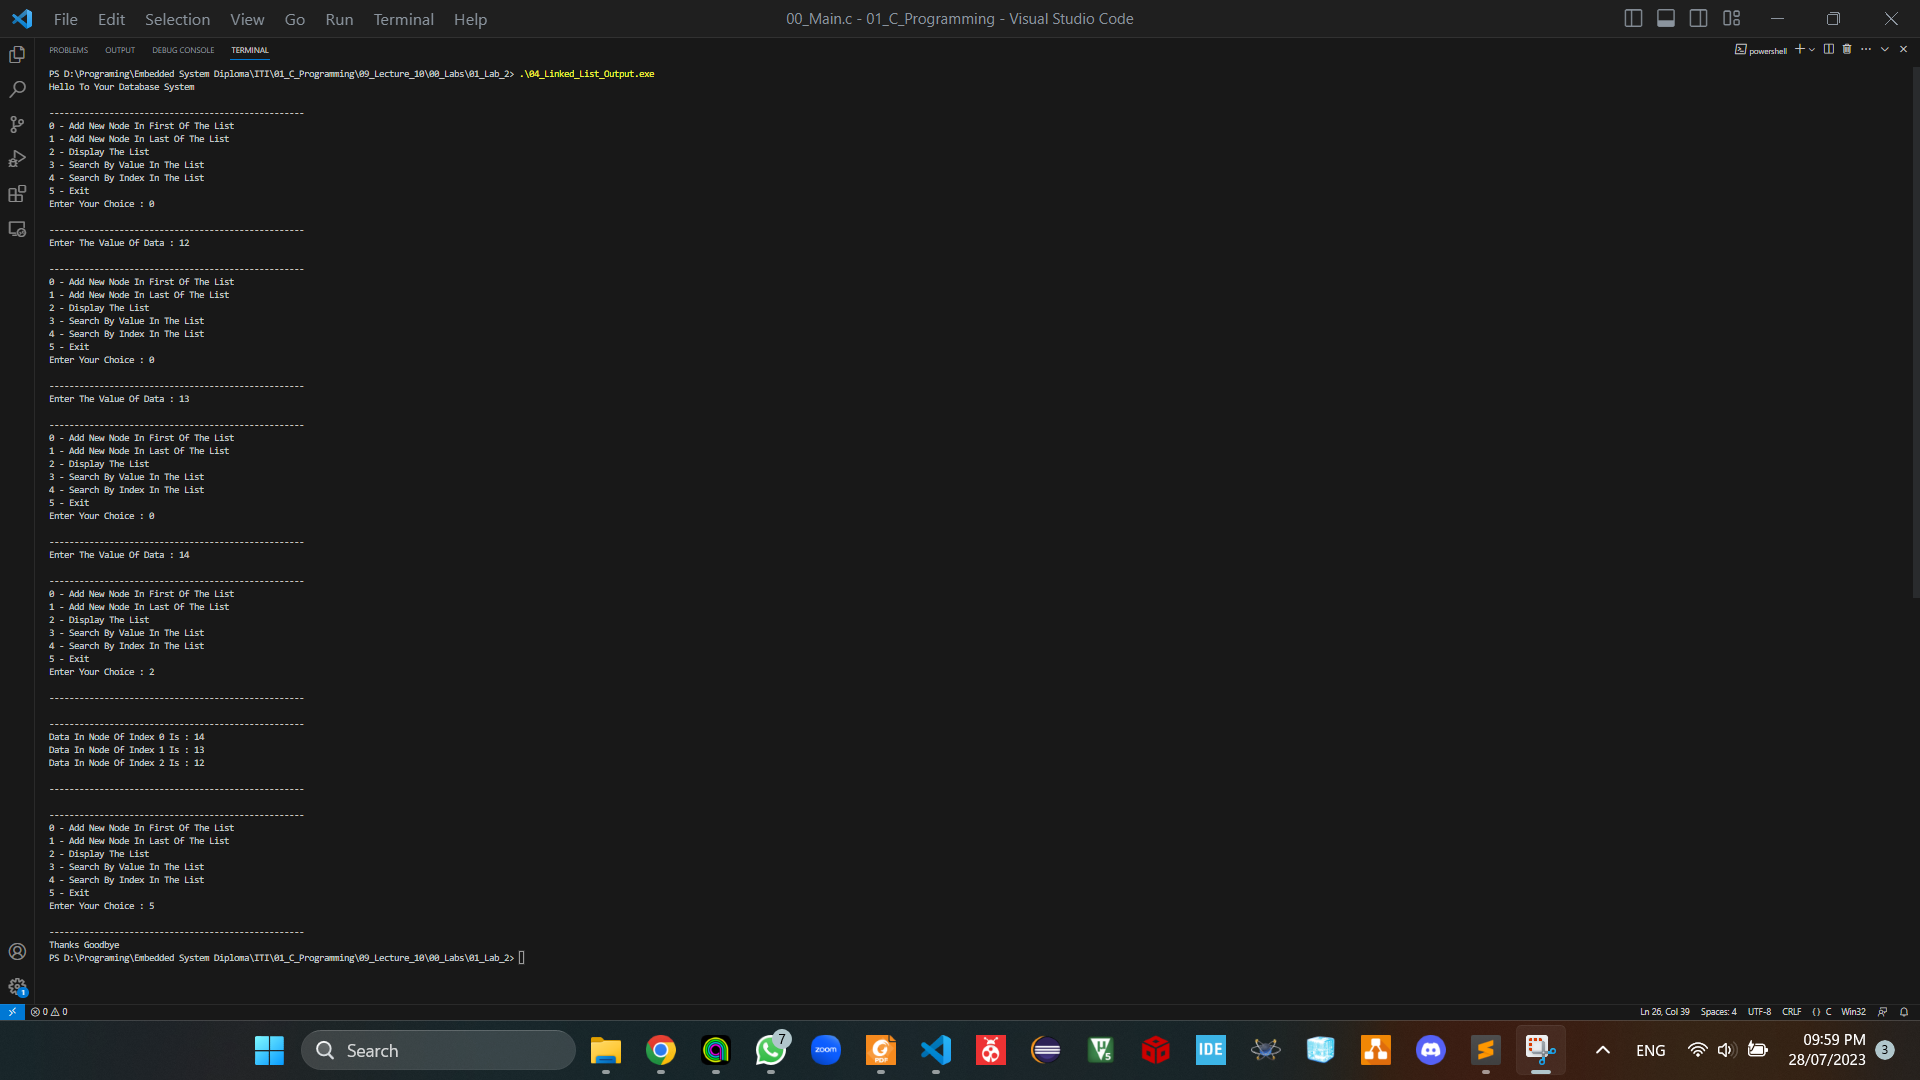 File Edit Selection View Go Run Terminal Help
00_Main.c - 01_C_Programming - Visual Studio Code
PROBLEMS OUTPUT DEBUG CONSOLE TERMINAL
powershell
PS D:\Programing\Embedded System Diploma\ITI\01_C_Programming\09_Lecture_10\00_Labs\01_Lab_2> .\04_Linked_List_Output.exe
Hello To Your Database System
---------------------------------------------------
0 - Add New Node In First Of The List
1 - Add New Node In Last Of The List
2 - Display The List
3 - Search By Value In The List
4 - Search By Index In The List
5 - Exit
Enter Your Choice : 0
---------------------------------------------------
Enter The Value Of Data : 12
---------------------------------------------------
0 - Add New Node In First Of The List
1 - Add New Node In Last Of The List
2 - Display The List
3 - Search By Value In The List
4 - Search By Index In The List
5 - Exit
Enter Your Choice : 0
---------------------------------------------------
Enter The Value Of Data : 13
---------------------------------------------------
0 - Add New Node In First Of The List
1 - Add New Node In Last Of The List
2 - Display The List
3 - Search By Value In The List
4 - Search By Index In The List
5 - Exit
Enter Your Choice : 0
---------------------------------------------------
Enter The Value Of Data : 14
---------------------------------------------------
0 - Add New Node In First Of The List
1 - Add New Node In Last Of The List
2 - Display The List
3 - Search By Value In The List
4 - Search By Index In The List
5 - Exit
Enter Your Choice : 2
---------------------------------------------------
---------------------------------------------------
Data In Node Of Index 0 Is : 14
Data In Node Of Index 1 Is : 13
Data In Node Of Index 2 Is : 12
---------------------------------------------------
---------------------------------------------------
0 - Add New Node In First Of The List
1 - Add New Node In Last Of The List
2 - Display The List
3 - Search By Value In The List
4 - Search By Index In The List
5 - Exit
Enter Your Choice : 5
---------------------------------------------------
Thanks Goodbye
PS D:\Programing\Embedded System Diploma\ITI\01_C_Programming\09_Lecture_10\00_Labs\01_Lab_2>
1
0 0
Ln 26, Col 39 Spaces: 4 UTF-8 CRLF {} C Win32
Search
7
zoom
PDF
V5
IDE
ENG
09:59 PM
28/07/2023
3